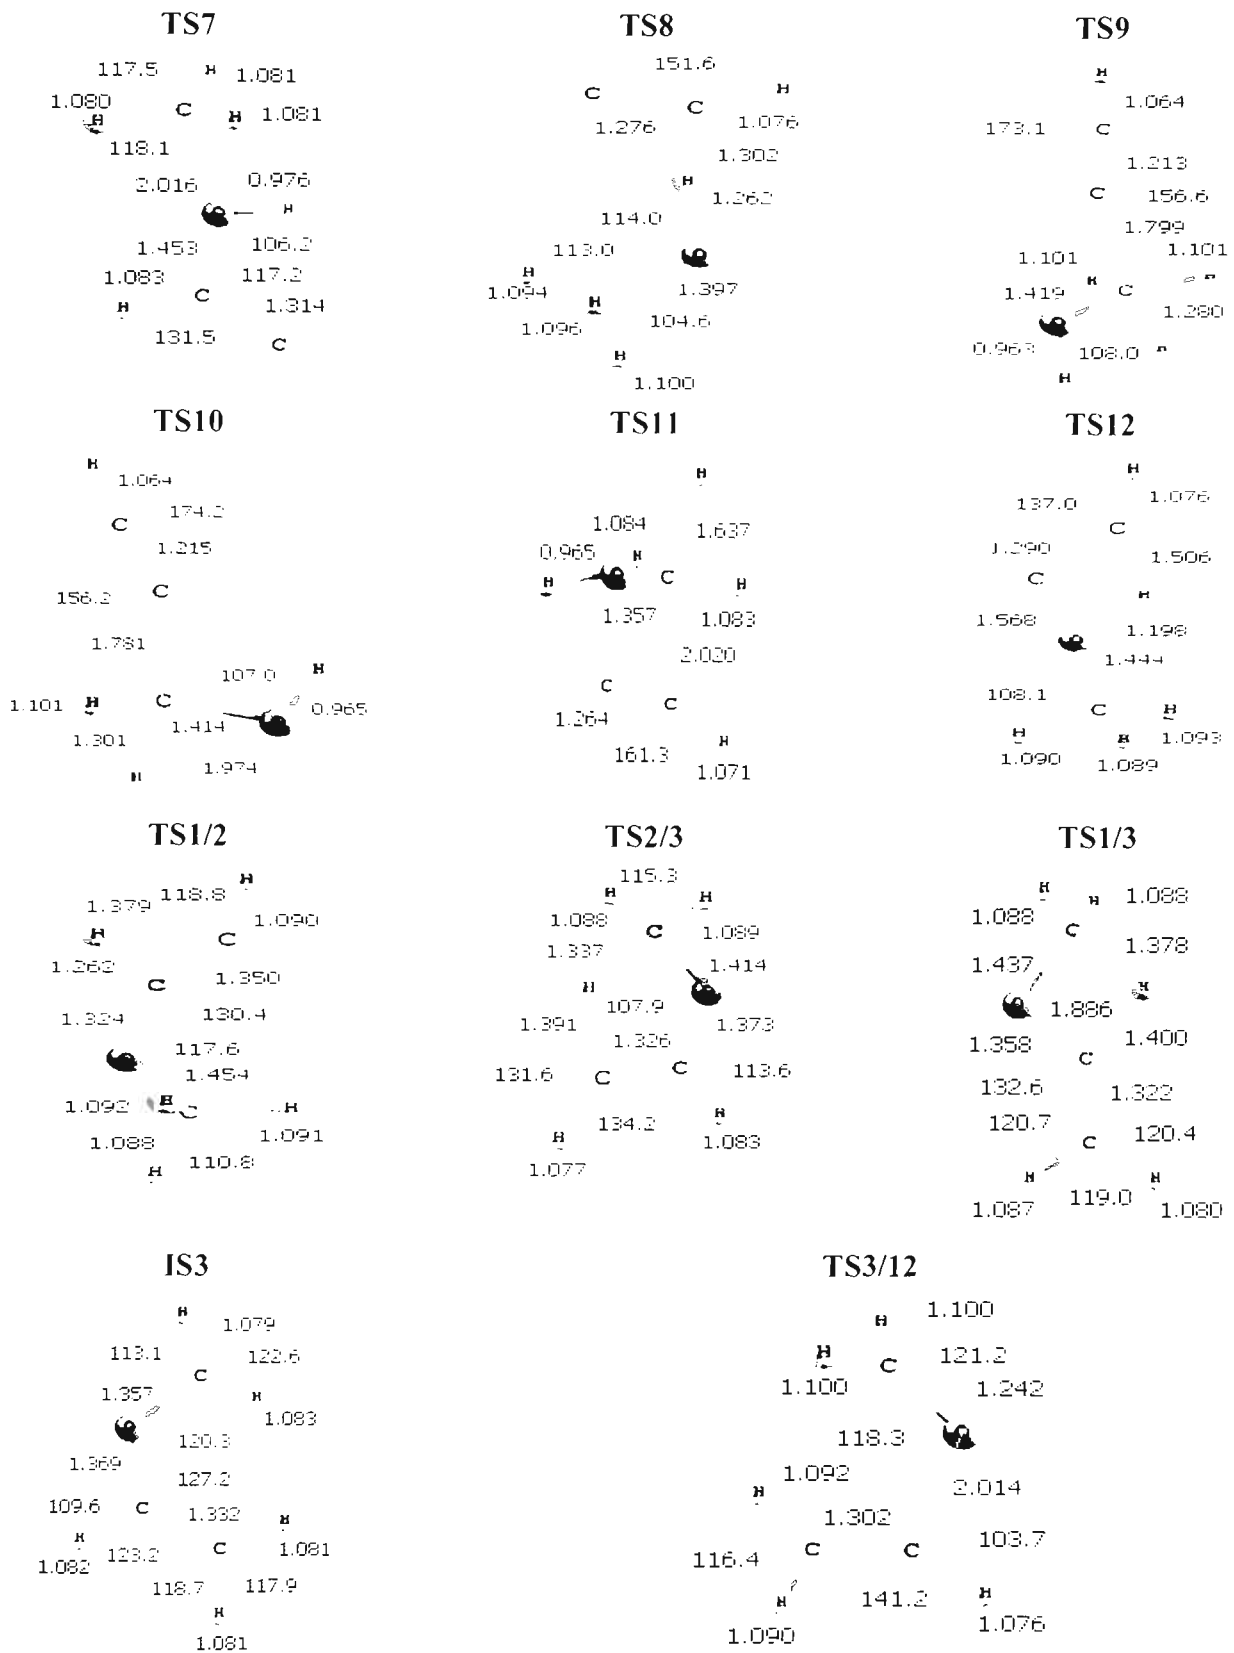 TS7
117.5 H 1.081
1.080 H C H 1.081
118.1
2.016 0.976
H
1.453 106.2
1.083 117.2
H C 1.314
131.5 C
TS8
151.6
C C H
1.276 1.076
1.302
H 1.262
114.0
113.0
H
1.094 H 1.397
1.096 104.6
H
1.100
TS9
H
1.064
173.1 C
1.213
C 156.6
1.799
1.101 1.101
H C H
1.419 1.280
0.963 108.0 H
H
TS10
H
1.064
C 174.2
1.215
C
156.2
1.781
107.0 H
1.101 H C 0.965
1.301 1.414
H 1.974
TS11
H
1.084 1.637
0.965 H
H C H
1.357 1.083
2.020
C C
1.264
161.3 H
1.071
TS12
H
137.0 1.076
C
1.290 1.506
C
H
1.568 1.198
1.444
108.1 C H
H H 1.093
1.090 1.089
TS1/2
H
118.8
1.379 1.090
H C
1.262 1.350
C
1.324 130.4
117.6
1.454
1.092 H C H
1.088 1.091
H 110.8
TS2/3
115.3
H H
1.088 C 1.089
1.337 1.414
H 107.9
1.391 1.326 1.373
131.6 C C 113.6
134.2 H
H 1.083
1.077
TS1/3
H H 1.088
1.088 C
1.378
1.437
H
1.886
1.358 C 1.400
132.6 1.322
120.7 C 120.4
H H
1.087 119.0 1.080
IS3
H
1.079
113.1 122.6
C
1.357 H
1.083
120.3
1.369 127.2
109.6 C 1.332
H H
1.082 123.2 C 1.081
118.7 117.9
H
1.081
TS3/12
H 1.100
H C 121.2
1.100 1.242
118.3
1.092
H 2.014
1.302
116.4 C C 103.7
H 141.2 H
1.090 1.076